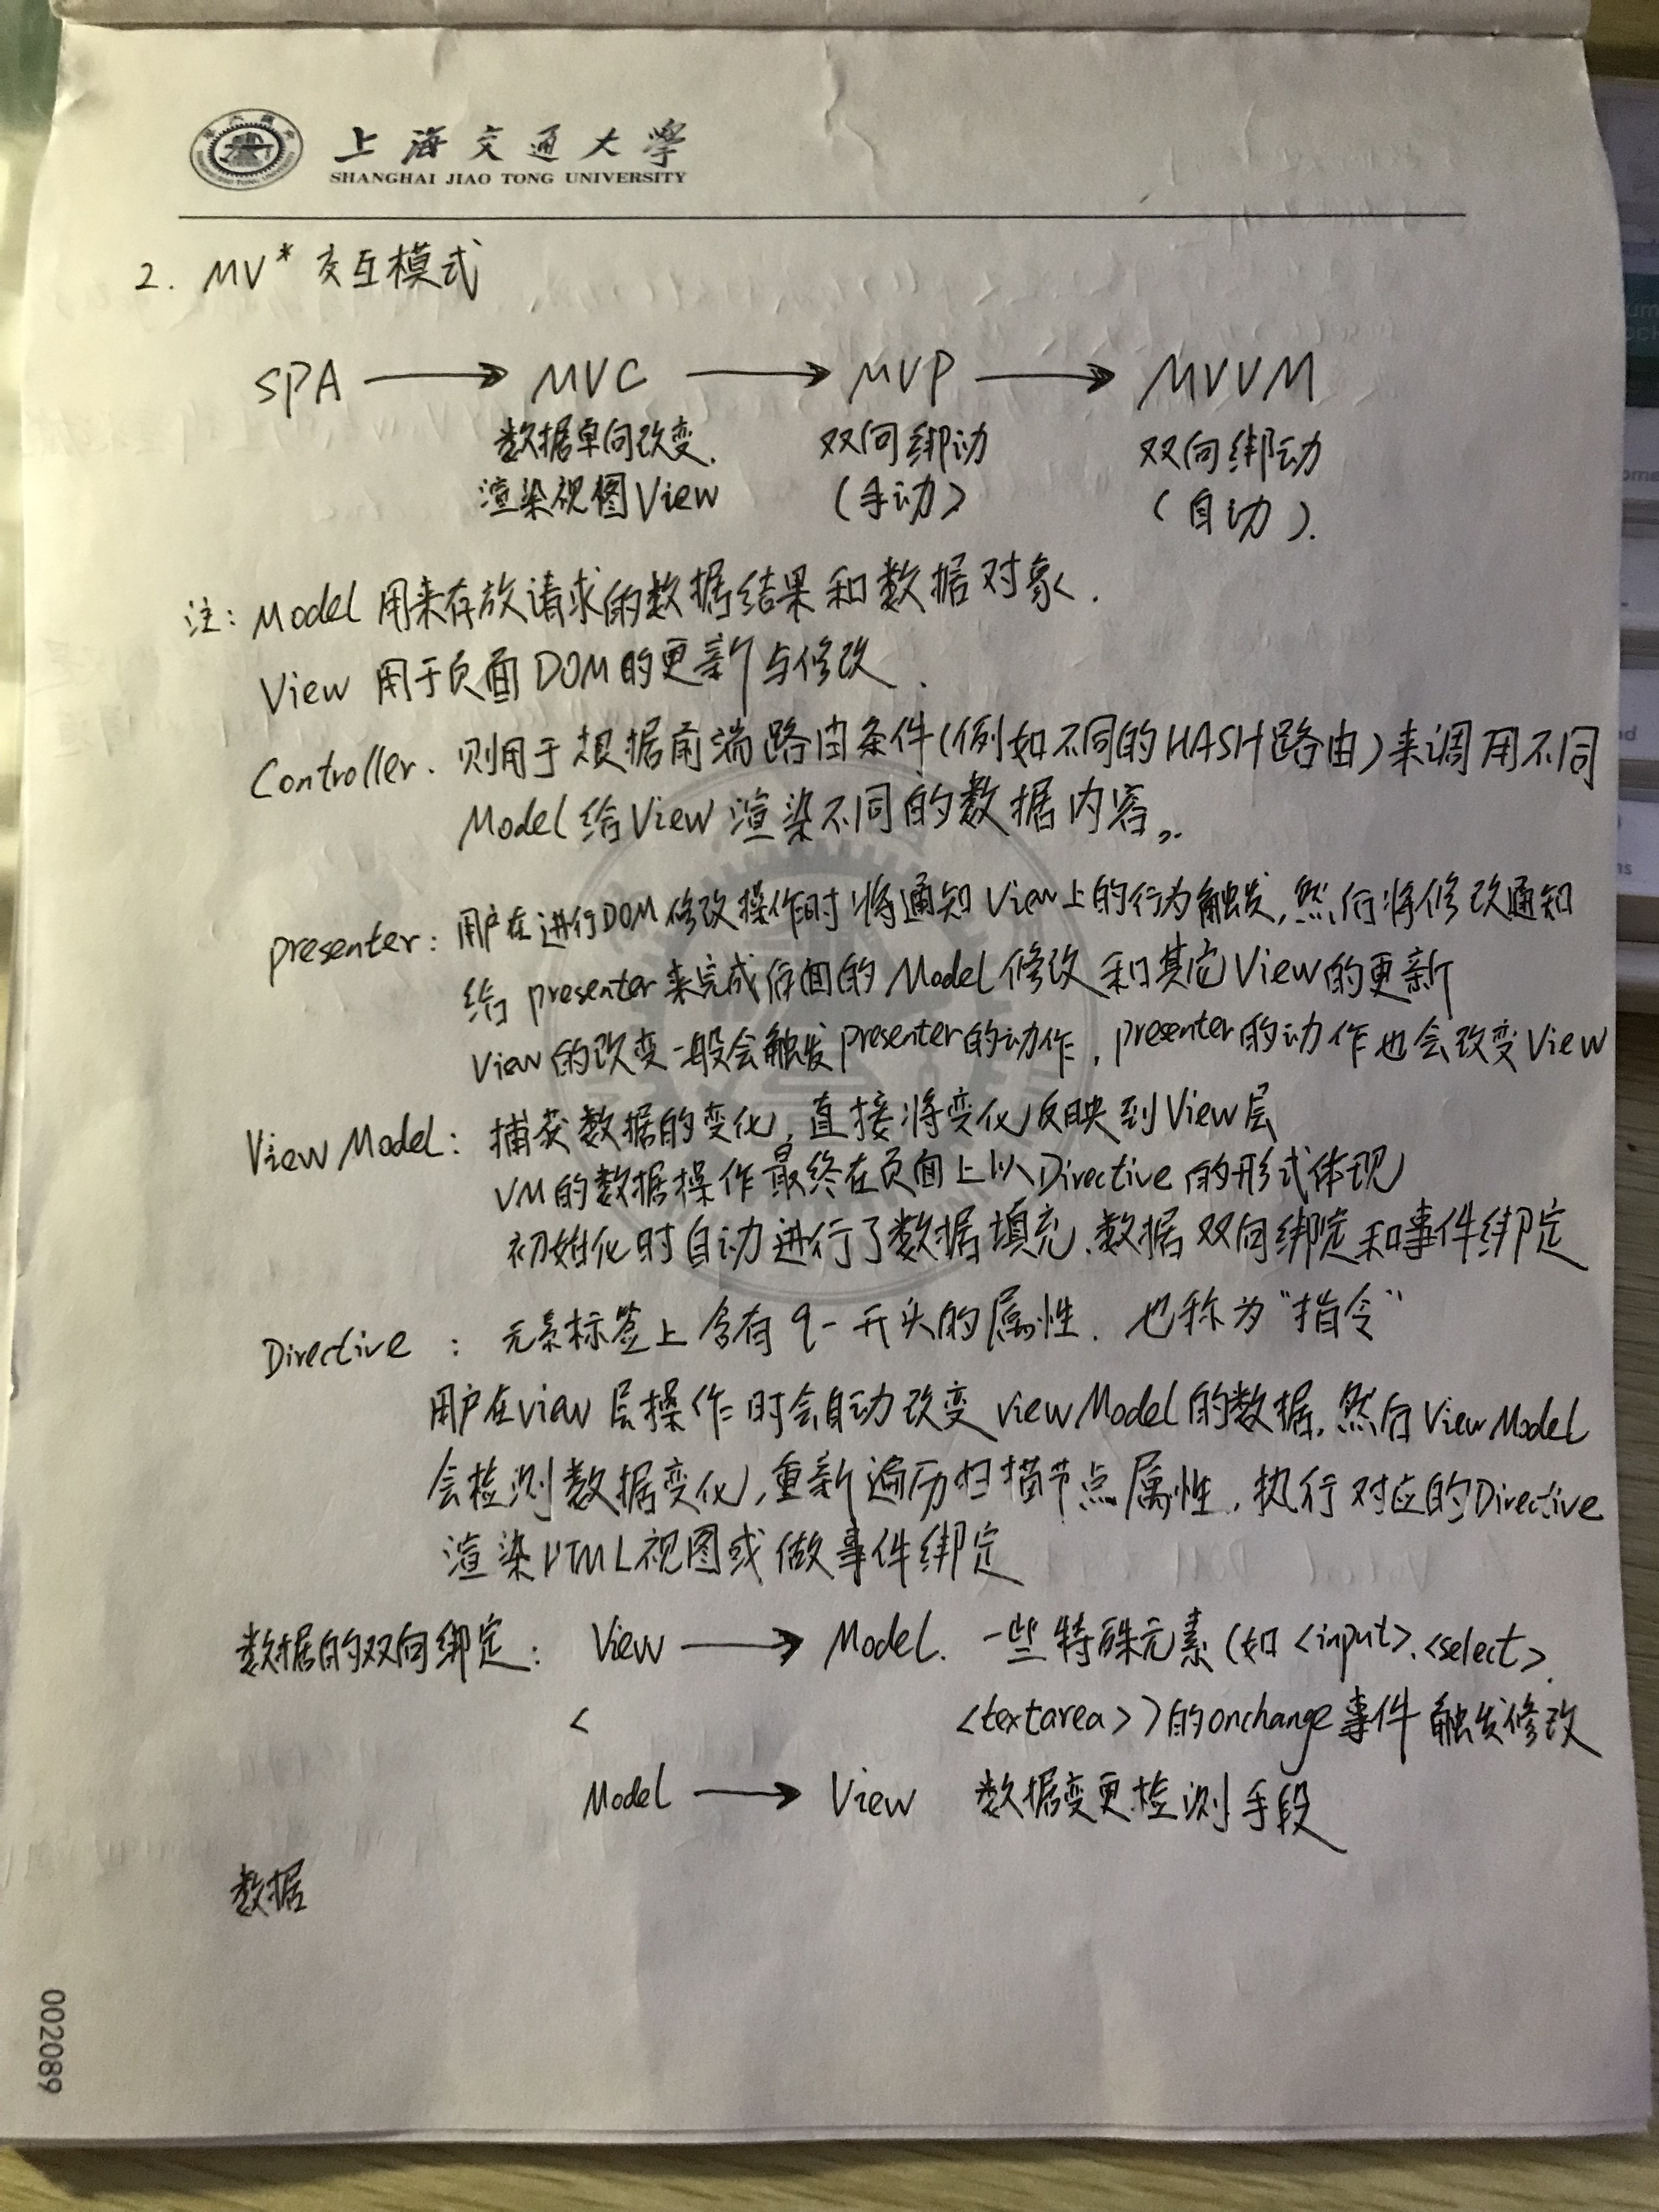 上海交通大學
SHANGHAI JIAO TONG UNIVERSITY
2. MV* 交互模式
SPA → MVC → MVP → MVVM
数据单向改变. 双向绑动 双向绑动
渲染视图View (手动) (自动).
注: Model 用来存放请求的数据结果和数据对象.
View 用于页面DOM的更新与修改.
Controller. 则用于根据前端路由条件(例如不同的HASH路由)来调用不同
Model给View渲染不同的数据内容。
presenter: 用户在进行DOM修改操作时将通知View上的行为触发,然后将修改通知
给presenter来完成后面的Model修改和其它View的更新
View的改变一般会触发presenter的动作, presenter的动作也会改变View
View Model: 捕获数据的变化,直接将变化反映到View层
VM的数据操作最终在页面上以Directive的形式体现
初始化时自动进行了数据填充、数据双向绑定和事件绑定
Directive : 元素标签上含有q-开头的属性. 也称为“指令”
用户在view层操作时会自动改变viewModel的数据,然后ViewModel
会检测数据变化,重新遍历扫描节点属性,执行对应的Directive
渲染HTML视图或做事件绑定
数据的双向绑定: View → Model. 一些特殊元素(如<input>、<select>、
< <textarea>)的onchange事件触发修改
Model → View 数据变更检测手段
数据
002089